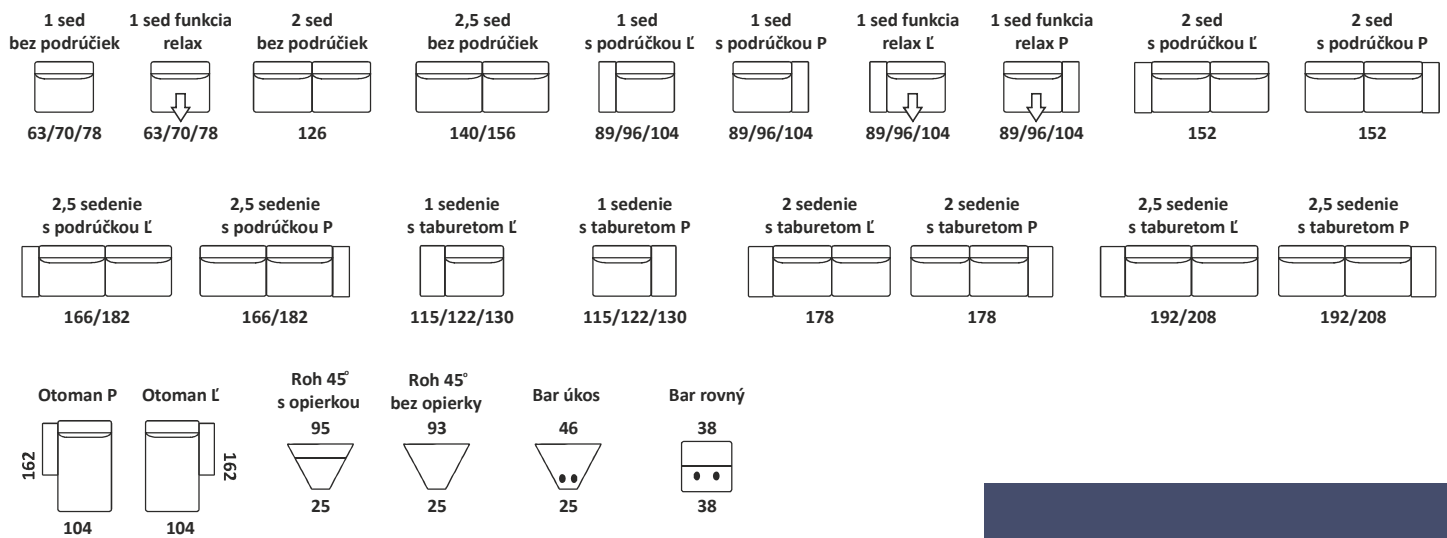 1 sed
bez podrúčiek
63/70/78
1 sed funkcia
relax
63/70/78
2 sed
bez podrúčiek
126
2,5 sed
bez podrúčiek
140/156
1 sed
s podrúčkou Ľ
89/96/104
1 sed
s podrúčkou P
89/96/104
1 sed funkcia
relax Ľ
89/96/104
1 sed funkcia
relax P
89/96/104
2 sed
s podrúčkou Ľ
152
2 sed
s podrúčkou P
152
2,5 sedenie
s podrúčkou Ľ
166/182
2,5 sedenie
s podrúčkou P
166/182
1 sedenie
s taburetom Ľ
115/122/130
1 sedenie
s taburetom P
115/122/130
2 sedenie
s taburetom Ľ
178
2 sedenie
s taburetom P
178
2,5 sedenie
s taburetom Ľ
192/208
2,5 sedenie
s taburetom P
192/208
Otoman P
162
104
Otoman Ľ
162
104
Roh 45°
s opierkou
95
25
Roh 45°
bez opierky
93
25
Bar úkos
46
25
Bar rovný
38
38